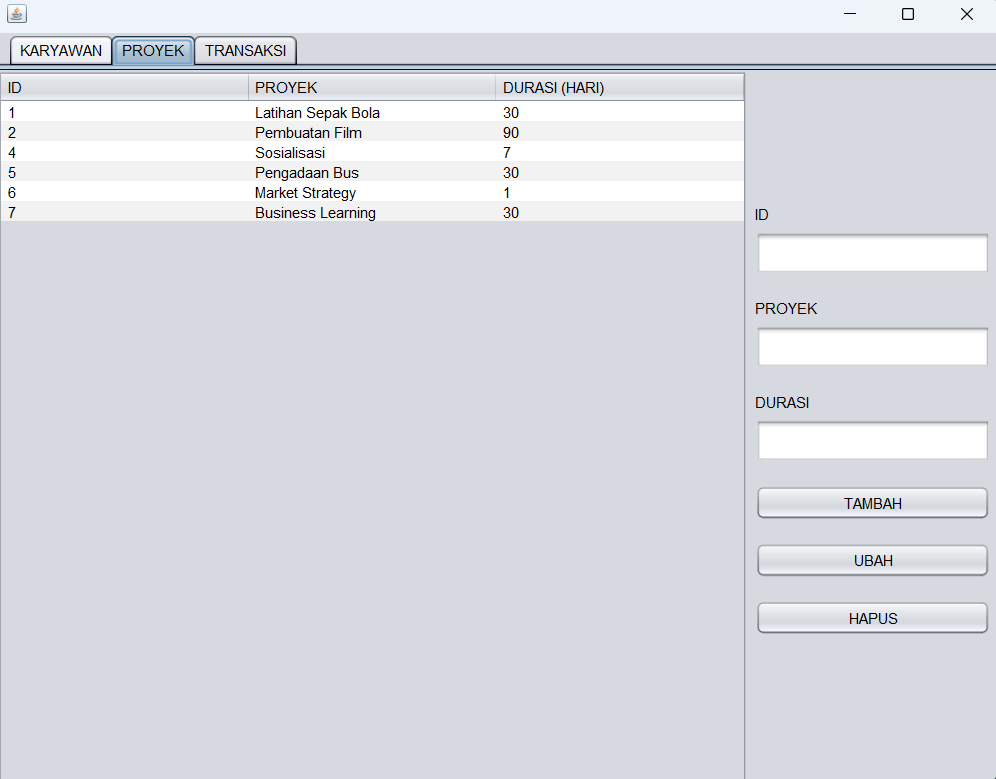 KARYAWAN PROYEK TRANSAKSI
ID PROYEK DURASI (HARI)
1 Latihan Sepak Bola 30
2 Pembuatan Film 90
4 Sosialisasi 7
5 Pengadaan Bus 30
6 Market Strategy 1
7 Business Learning 30
ID
PROYEK
DURASI
TAMBAH
UBAH
HAPUS